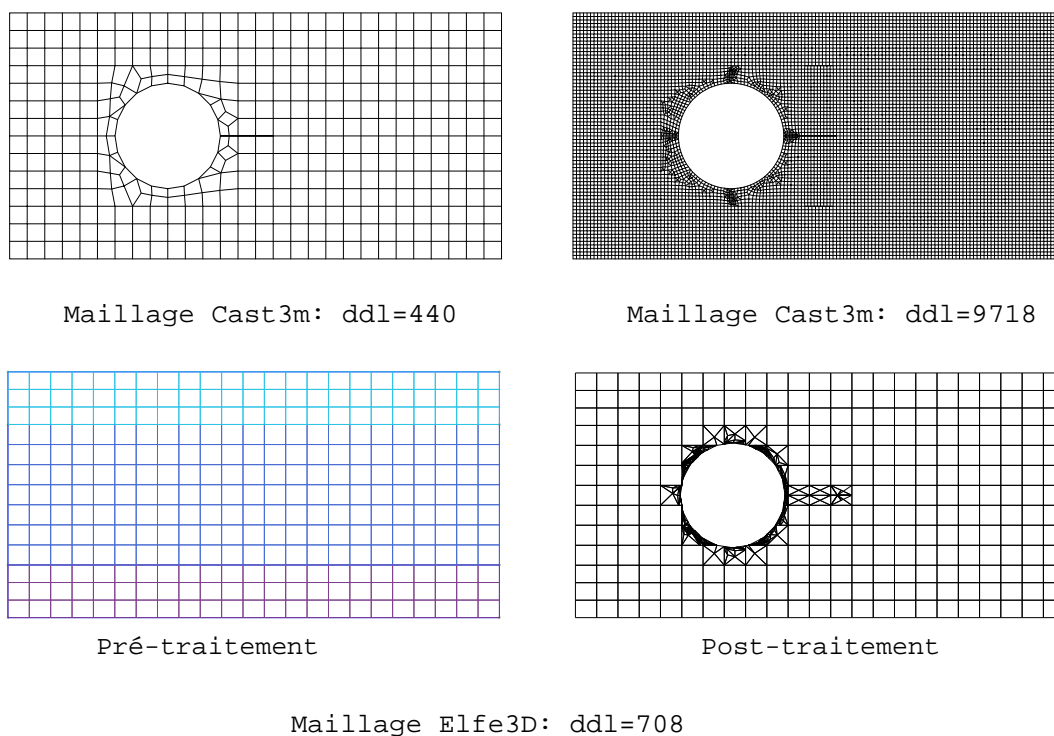 Maillage Cast3m: ddl=440
Maillage Cast3m: ddl=9718
Pré-traitement
Post-traitement
Maillage Elfe3D: ddl=708